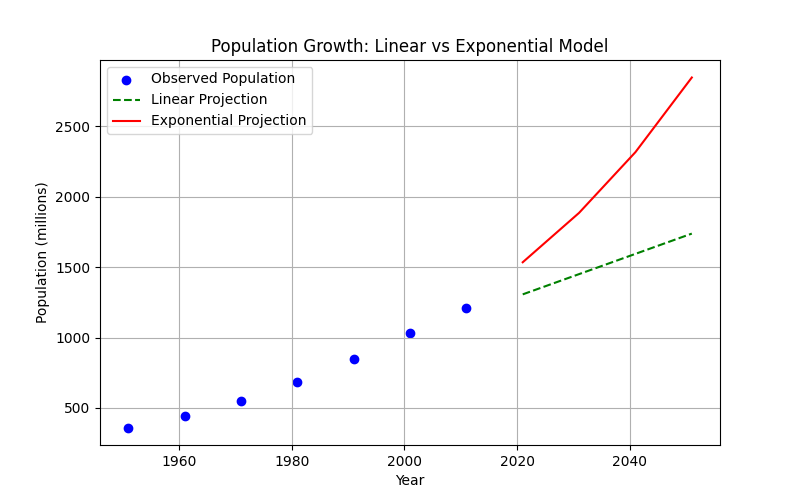 Population Growth: Linear vs Exponential Model
Observed Population
Linear Projection
Exponential Projection
2500
2000
1500
1000
500
Population (millions)
1960 1980 2000 2020 2040
Year